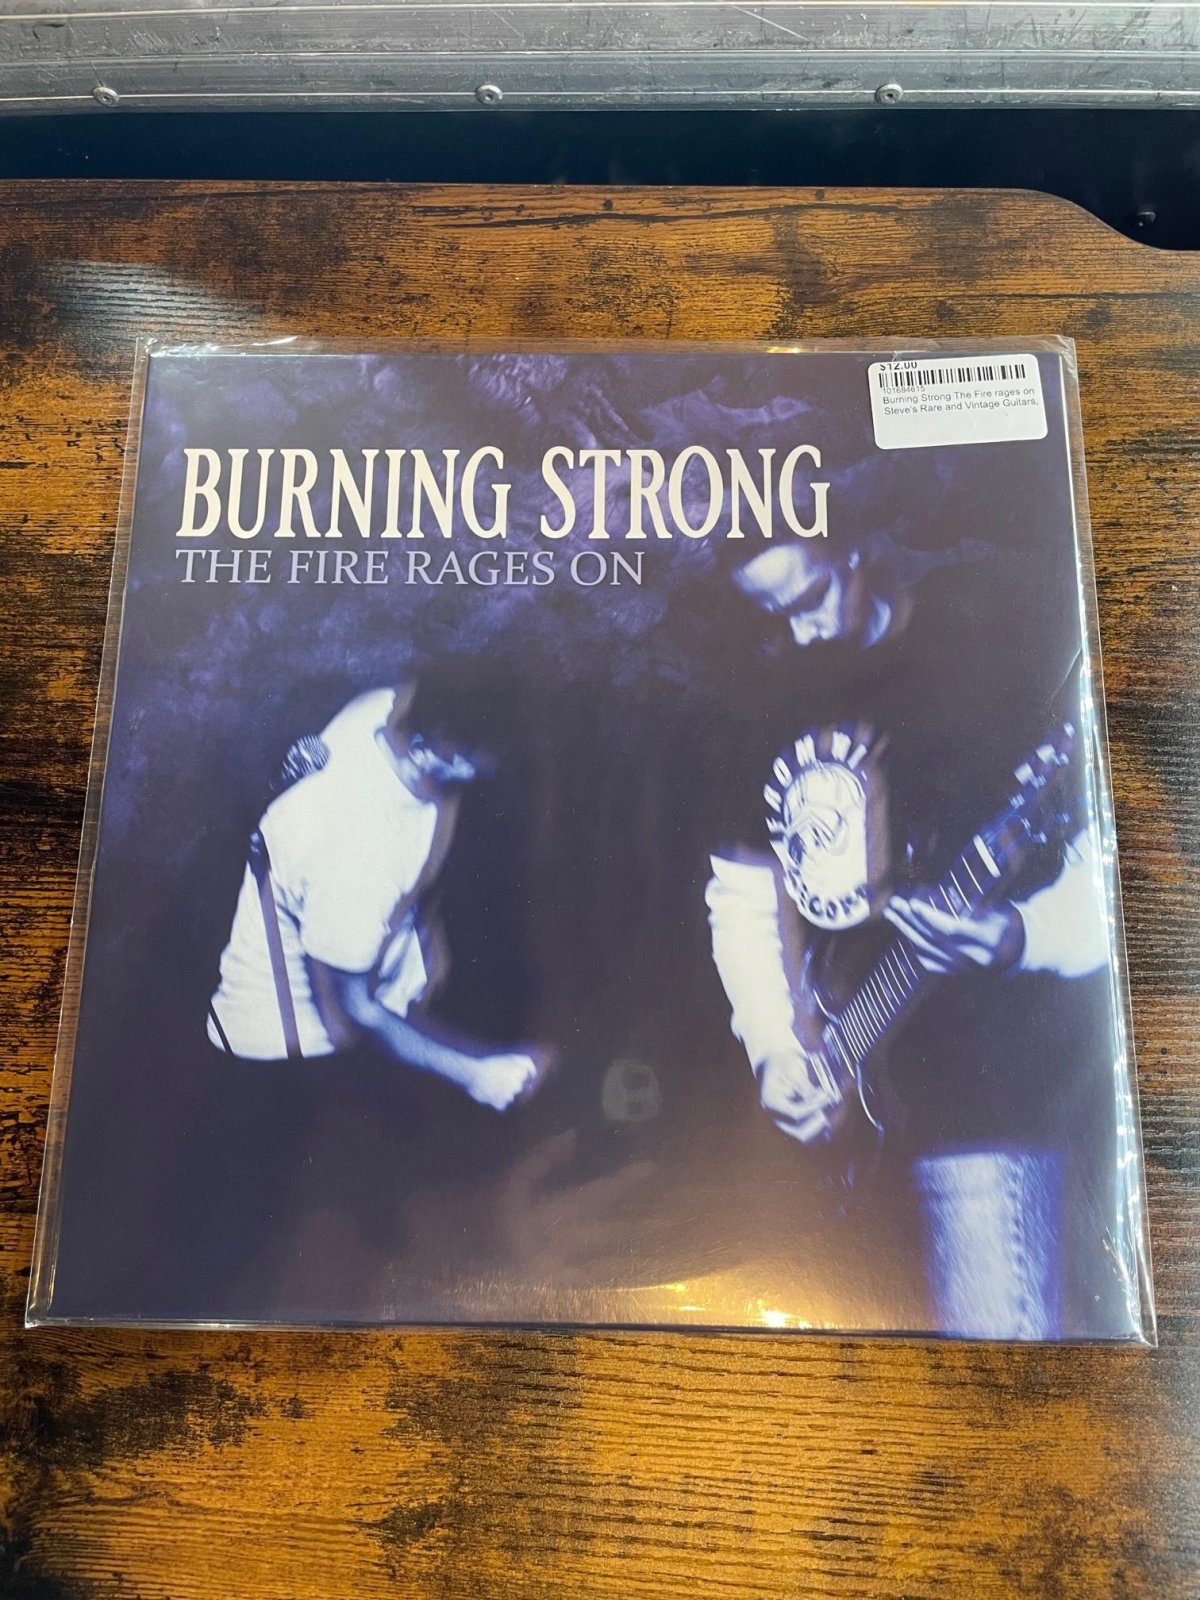 $12.00
101684615
Burning Strong The Fire rages on
Steve's Rare and Vintage Guitars,
BURNING STRONG
THE FIRE RAGES ON